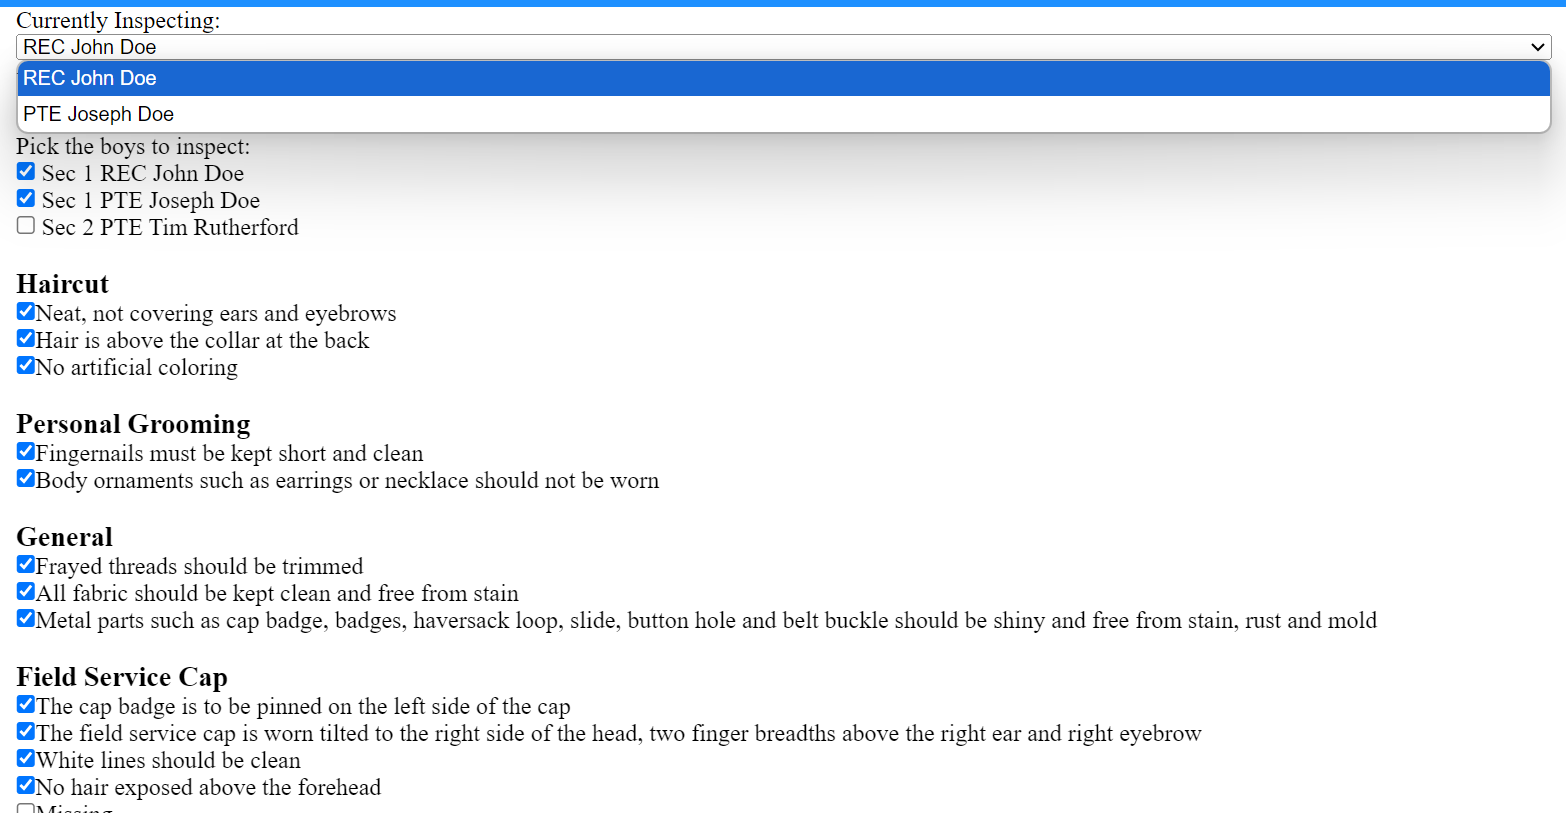 Currently Inspecting:
REC John Doe
REC John Doe
PTE Joseph Doe
Pick the boys to inspect:
Sec 1 REC John Doe
Sec 1 PTE Joseph Doe
Sec 2 PTE Tim Rutherford
Haircut
Neat, not covering ears and eyebrows
Hair is above the collar at the back
No artificial coloring
Personal Grooming
Fingernails must be kept short and clean
Body ornaments such as earrings or necklace should not be worn
General
Frayed threads should be trimmed
All fabric should be kept clean and free from stain
Metal parts such as cap badge, badges, haversack loop, slide, button hole and belt buckle should be shiny and free from stain, rust and mold
Field Service Cap
The cap badge is to be pinned on the left side of the cap
The field service cap is worn tilted to the right side of the head, two finger breadths above the right ear and right eyebrow
White lines should be clean
No hair exposed above the forehead
Missing